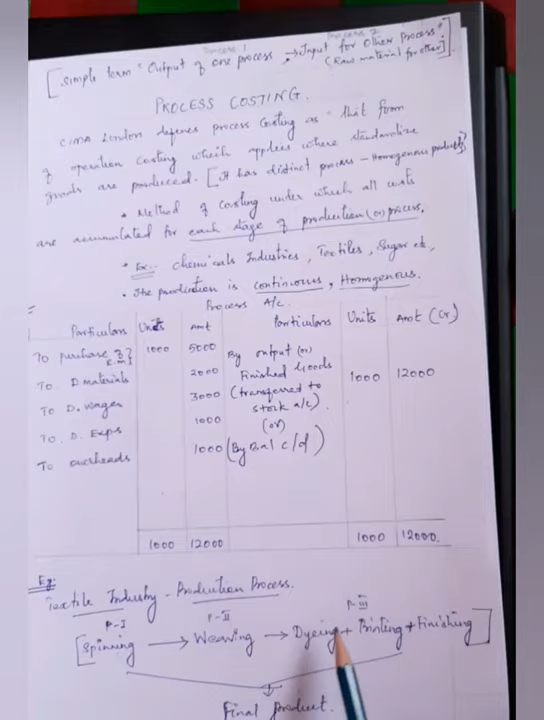 Process 1 Process 2
[Simple term "Output of one process → Input for Other Process"
(Raw material for other)]
PROCESS COSTING.
CIMA London defines process Costing as "that form
of operation Costing which applies where standardize
goods are produced. [It has distinct process - Homogenous products]
• Method of Costing under which all costs
are accumulated for each stage of production (or) process.
• Ex:- Chemicals Industries, Textiles, Sugar etc,
• The production is continuous, Homogenous.
Process A/c.
Particulars Units Amt Particulars Units Amt (Cr)
To purchase 1000 5000 By output (or)
To D. materials 2000 Finished Goods 1000 12000
To D. Wages 3000 (transferred to
stock a/c).
To D. Exps 1000 (or)
To overheads 1000 (By Bal c/d)
1000 12000 1000 12000.
Eg:
Textile Industry - Production Process.
P-I P-II P-III
[Spinning → Weaving → Dyeing + Printing + Finishing]
Final Product.